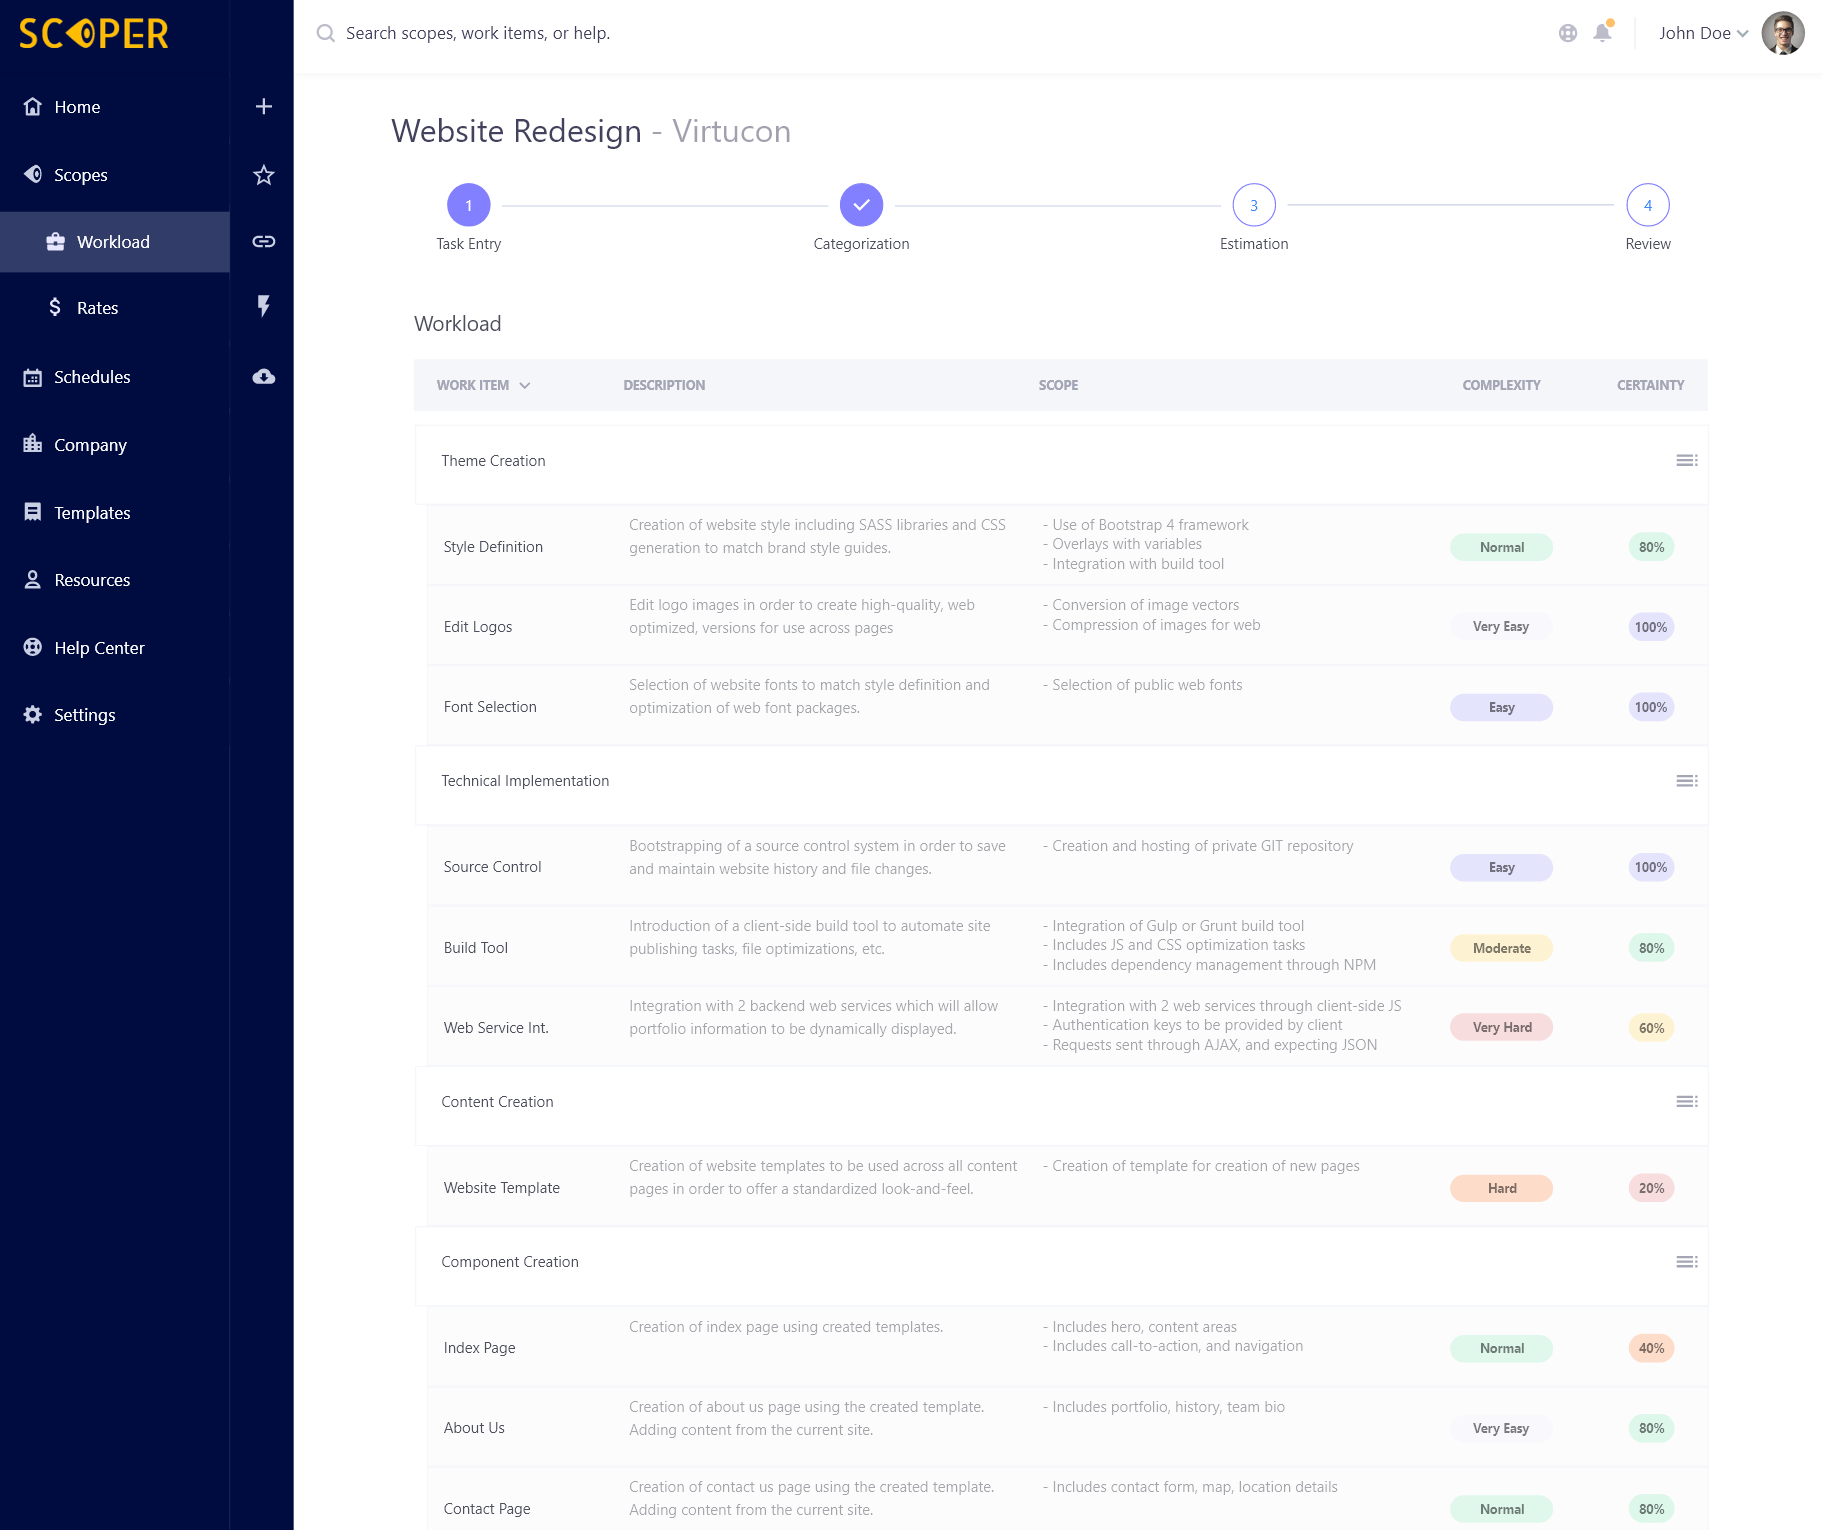 SCOPER
Search scopes, work items, or help.
John Doe
Home
Scopes
Workload
Rates
Schedules
Company
Templates
Resources
Help Center
Settings
Website Redesign - Virtucon
1
3
4
Task Entry
Categorization
Estimation
Review
Workload
WORK ITEM
DESCRIPTION
SCOPE
COMPLEXITY
CERTAINTY
Theme Creation
Style Definition
Creation of website style including SASS libraries and CSS
generation to match brand style guides.
- Use of Bootstrap 4 framework
- Overlays with variables
- Integration with build tool
Normal
80%
Edit Logos
Edit logo images in order to create high-quality, web
optimized, versions for use across pages
- Conversion of image vectors
- Compression of images for web
Very Easy
100%
Font Selection
Selection of website fonts to match style definition and
optimization of web font packages.
- Selection of public web fonts
Easy
100%
Technical Implementation
Source Control
Bootstrapping of a source control system in order to save
and maintain website history and file changes.
- Creation and hosting of private GIT repository
Easy
100%
Build Tool
Introduction of a client-side build tool to automate site
publishing tasks, file optimizations, etc.
- Integration of Gulp or Grunt build tool
- Includes JS and CSS optimization tasks
- Includes dependency management through NPM
Moderate
80%
Web Service Int.
Integration with 2 backend web services which will allow
portfolio information to be dynamically displayed.
- Integration with 2 web services through client-side JS
- Authentication keys to be provided by client
- Requests sent through AJAX, and expecting JSON
Very Hard
60%
Content Creation
Website Template
Creation of website templates to be used across all content
pages in order to offer a standardized look-and-feel.
- Creation of template for creation of new pages
Hard
20%
Component Creation
Index Page
Creation of index page using created templates.
- Includes hero, content areas
- Includes call-to-action, and navigation
Normal
40%
About Us
Creation of about us page using the created template.
Adding content from the current site.
- Includes portfolio, history, team bio
Very Easy
80%
Contact Page
Creation of contact us page using the created template.
Adding content from the current site.
- Includes contact form, map, location details
Normal
80%